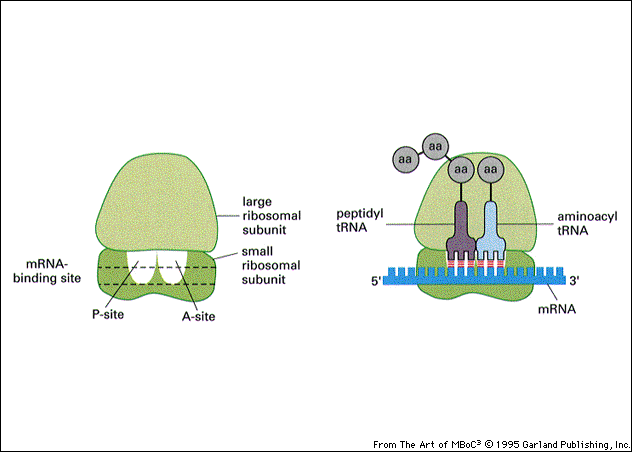 large
ribosomal
subunit
mRNA-
binding site
small
ribosomal
subunit
P-site
A-site
aa
aa
aa
aa
peptidyl
tRNA
aminoacyl
tRNA
5'
3'
mRNA
From The Art of MBoC³ © 1995 Garland Publishing, Inc.